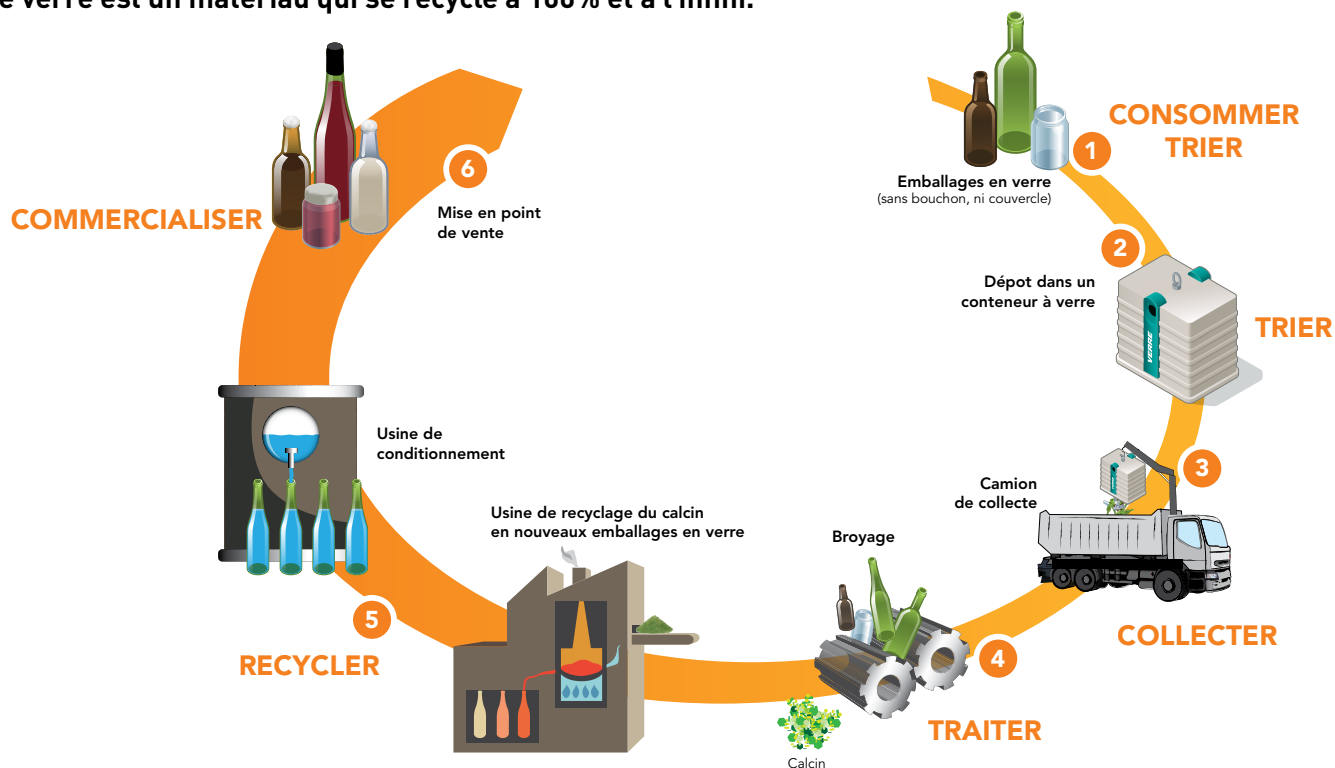 e verre est un matériau qui se recycle à 100% et à l'infini.
CONSOMMER
TRIER
1
Emballages en verre
(sans bouchon, ni couvercle)
2
Dépot dans un
conteneur à verre
VERRE
TRIER
3
Camion
de collecte
COLLECTER
Broyage
4
TRAITER
Calcin
Usine de recyclage du calcin
en nouveaux emballages en verre
5
RECYCLER
Usine de
conditionnement
6
Mise en point
de vente
COMMERCIALISER